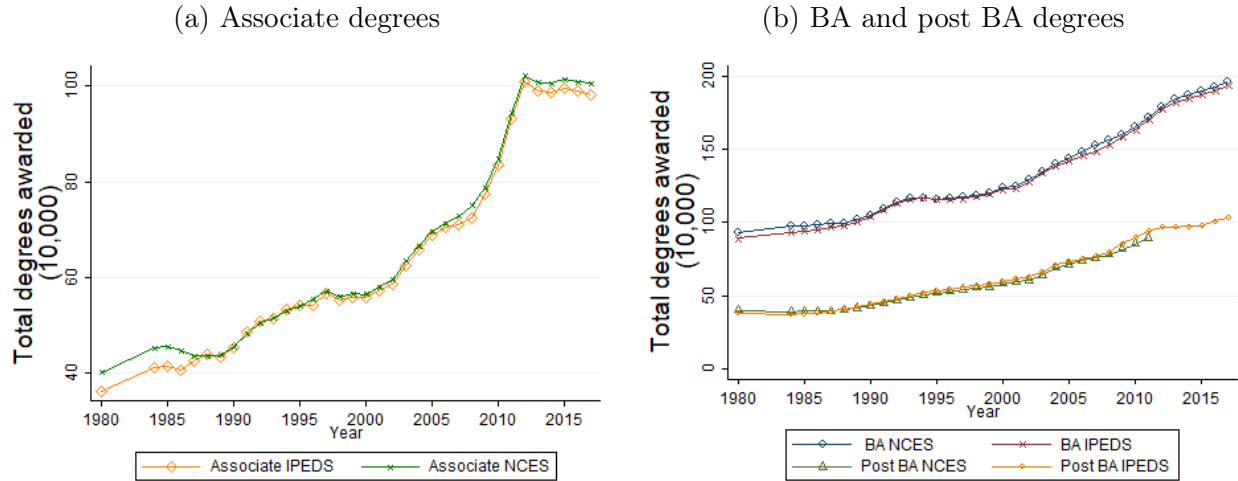 (a) Associate degrees
Total degrees awarded
(10,000)
100
80
60
40
1980 1985 1990 1995 2000 2005 2010 2015
Year
Associate IPEDS Associate NCES
(b) BA and post BA degrees
Total degrees awarded
(10,000)
200
150
100
50
0
1980 1985 1990 1995 2000 2005 2010 2015
Year
BA NCES BA IPEDS
Post BA NCES Post BA IPEDS